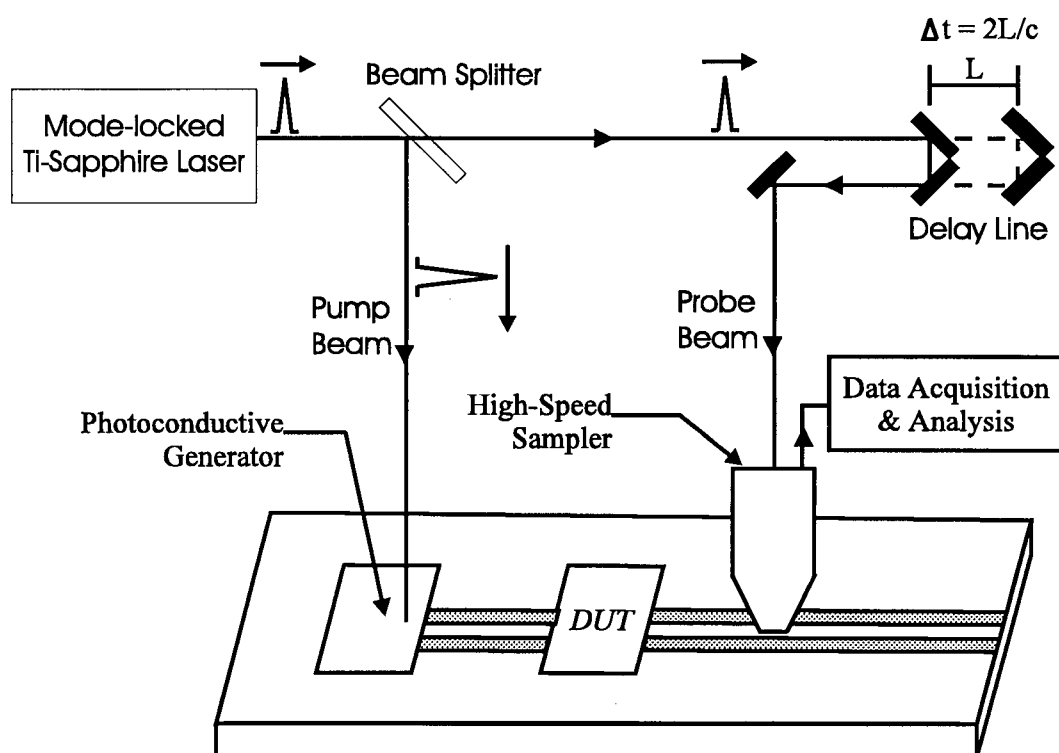 Δt = 2L/c
L
Beam Splitter
Mode-locked
Ti-Sapphire Laser
Delay Line
Pump
Beam
Probe
Beam
High-Speed
Sampler
Data Acquisition
& Analysis
Photoconductive
Generator
DUT